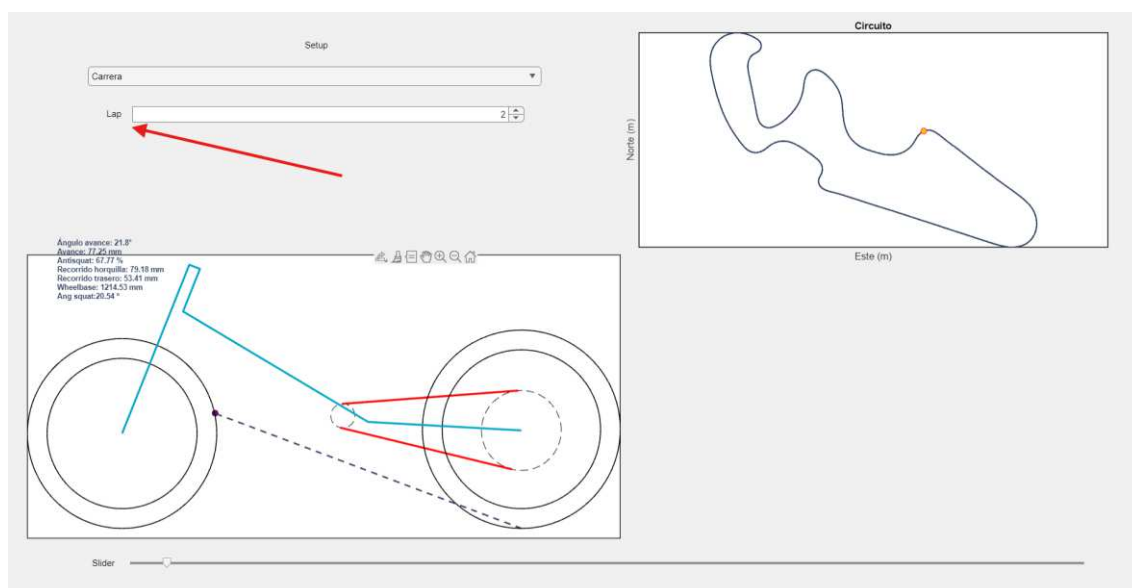 Setup
Carrera
Lap
2
Circuito
Norte (m)
Este (m)
Ángulo avance: 21.8°
Avance: 77.25 mm
Antisquat: 67.77 %
Recorrido horquilla: 79.18 mm
Recorrido trasero: 53.41 mm
Wheelbase: 1214.53 mm
Ang squat:20.54 °
Slider